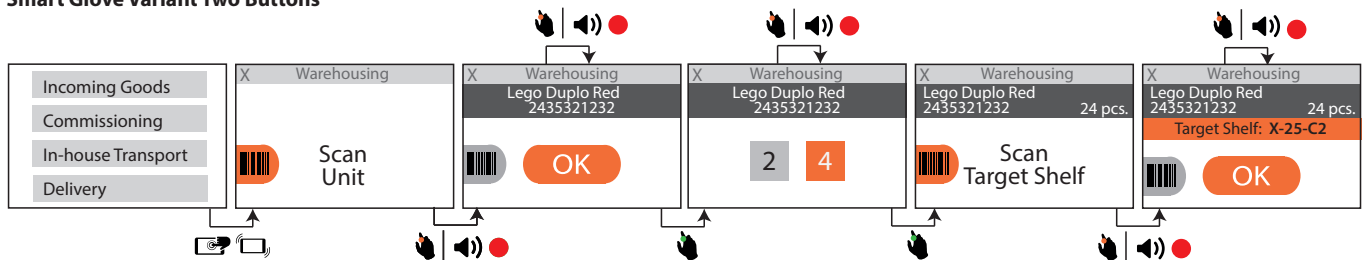 Smart Glove Variant Two Buttons
Incoming Goods
Commissioning
In-house Transport
Delivery
X Warehousing
Scan
Unit
X Warehousing
Lego Duplo Red
2435321232
OK
X Warehousing
Lego Duplo Red
2435321232
2 4
X Warehousing
Lego Duplo Red
2435321232 24 pcs.
Scan
Target Shelf
X Warehousing
Lego Duplo Red
2435321232 24 pcs.
Target Shelf: X-25-C2
OK